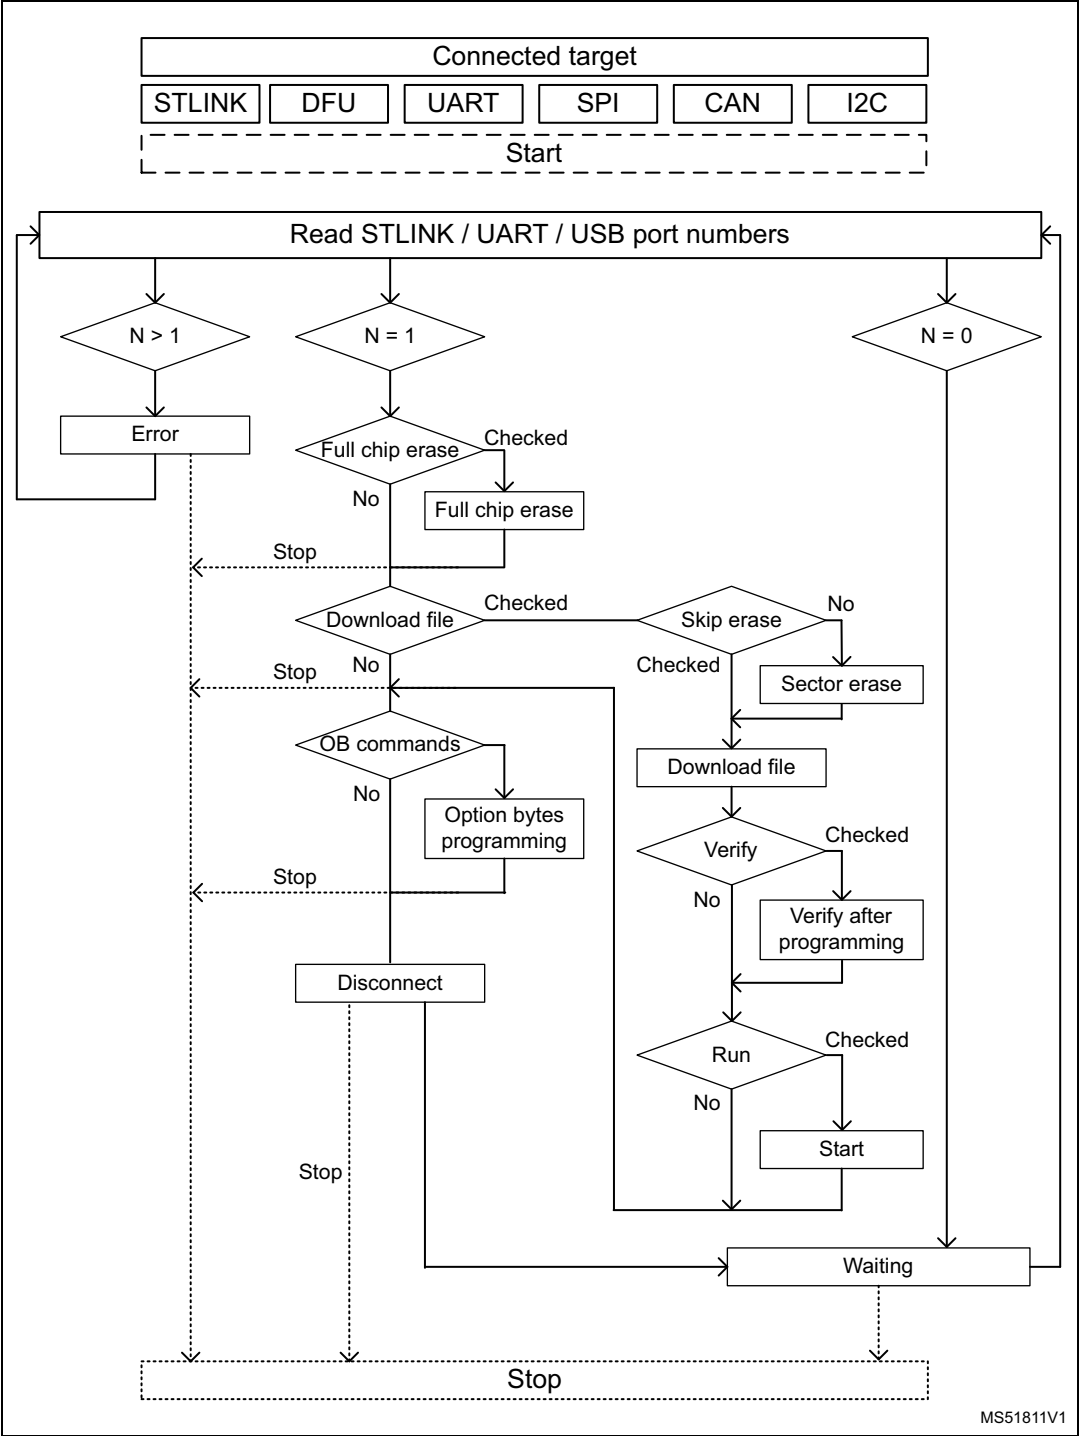 Connected target
STLINK DFU UART SPI CAN I2C
Start
Read STLINK / UART / USB port numbers
N > 1 N = 1 N = 0
Error
Full chip erase Checked
No
Full chip erase
Stop
Download file Checked Skip erase No
No Checked
Stop
Sector erase
OB commands
No
Download file
Option bytes
programming
Verify Checked
No
Stop
Verify after
programming
Disconnect
Run Checked
No
Start
Stop
Waiting
Stop
MS51811V1